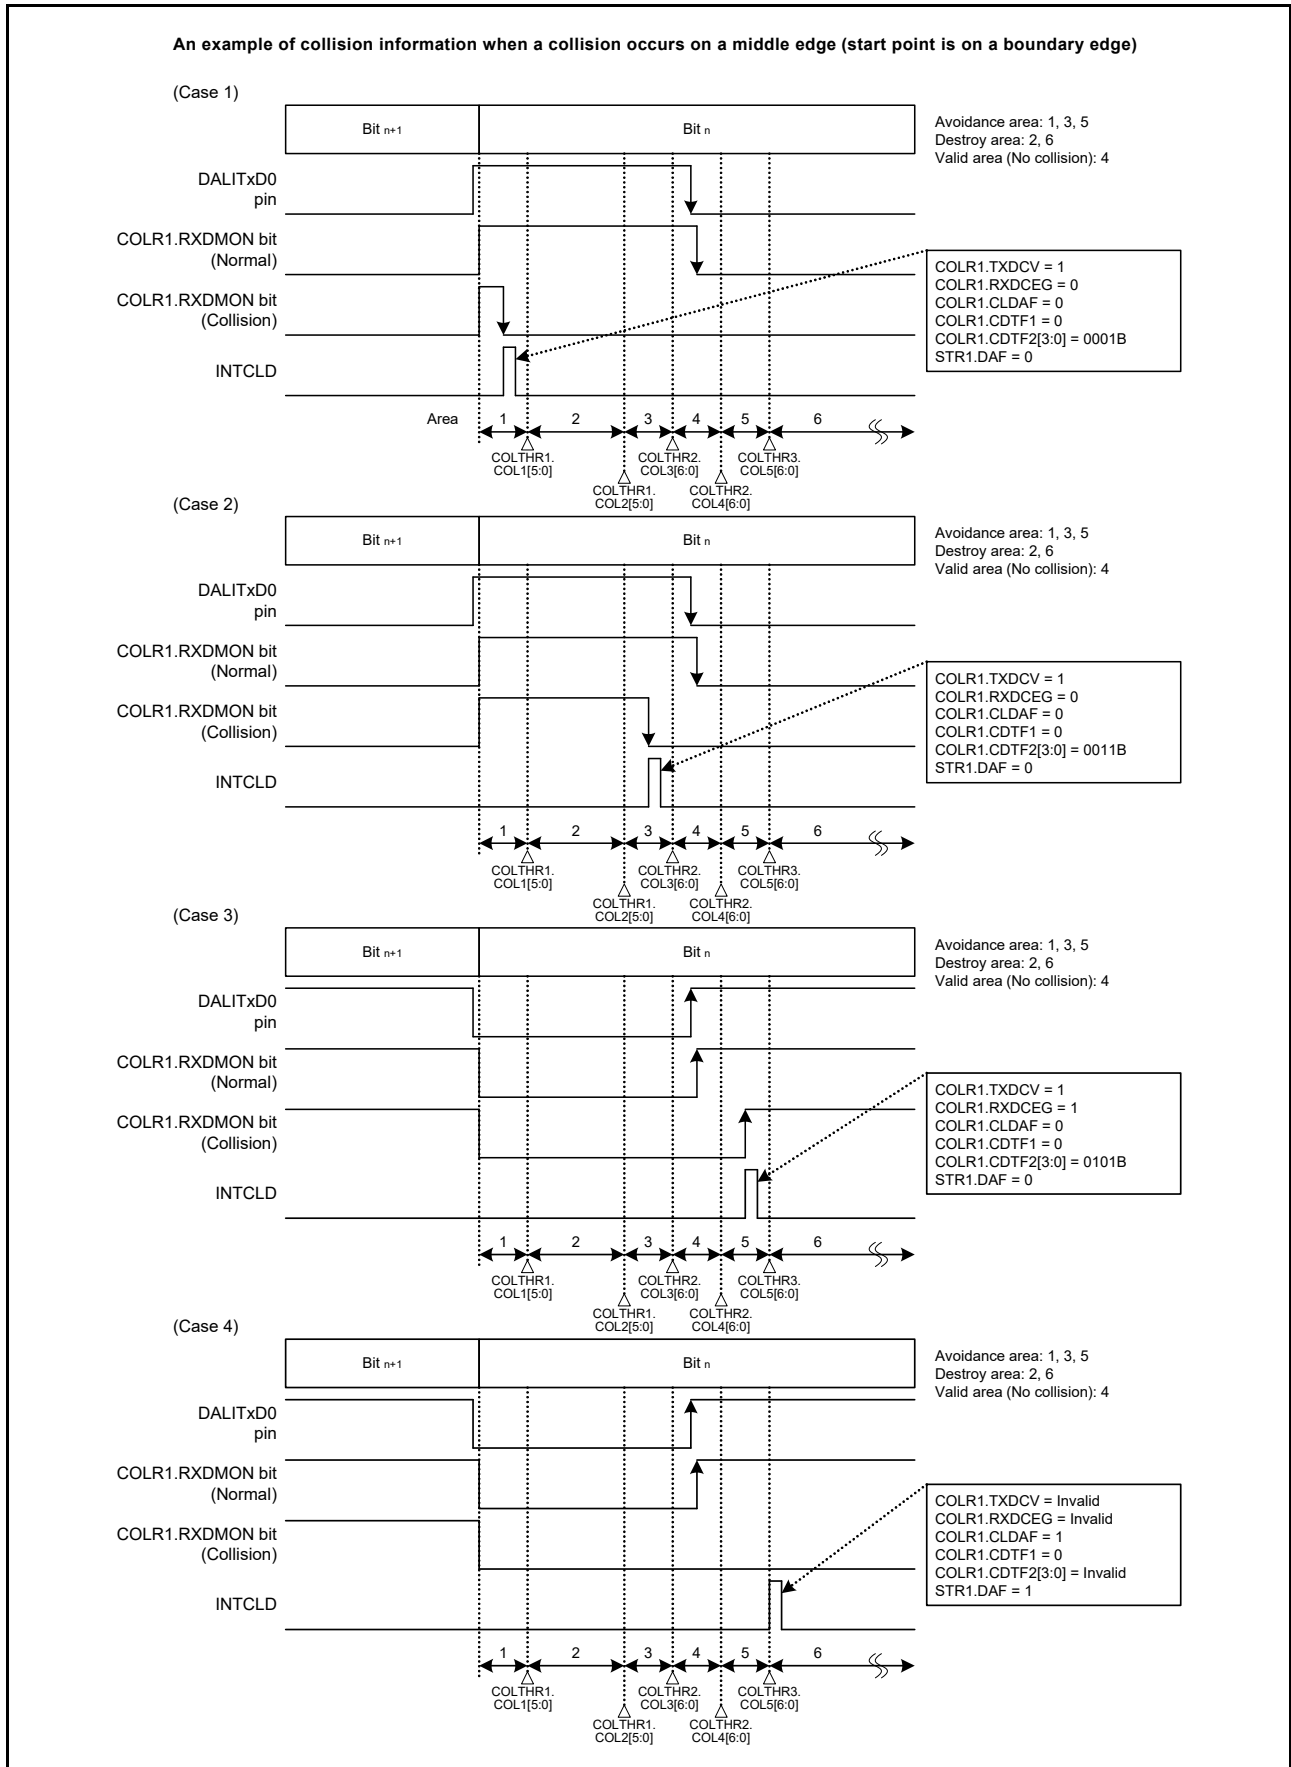 An example of collision information when a collision occurs on a middle edge (start point is on a boundary edge)
(Case 1)
Bit n+1
Bit n
Avoidance area: 1, 3, 5
Destroy area: 2, 6
Valid area (No collision): 4
DALITxD0
pin
COLR1.RXDMON bit
(Normal)
COLR1.RXDMON bit
(Collision)
INTCLD
COLR1.TXDCV = 1
COLR1.RXDCEG = 0
COLR1.CLDAF = 0
COLR1.CDTF1 = 0
COLR1.CDTF2[3:0] = 0001B
STR1.DAF = 0
Area 1 2 3 4 5 6
COLTHR1.
COL1[5:0]
COLTHR2.
COL3[6:0]
COLTHR3.
COL5[6:0]
COLTHR1.
COL2[5:0]
COLTHR2.
COL4[6:0]
(Case 2)
Bit n+1
Bit n
Avoidance area: 1, 3, 5
Destroy area: 2, 6
Valid area (No collision): 4
DALITxD0
pin
COLR1.RXDMON bit
(Normal)
COLR1.RXDMON bit
(Collision)
INTCLD
COLR1.TXDCV = 1
COLR1.RXDCEG = 0
COLR1.CLDAF = 0
COLR1.CDTF1 = 0
COLR1.CDTF2[3:0] = 0011B
STR1.DAF = 0
1 2 3 4 5 6
COLTHR1.
COL1[5:0]
COLTHR2.
COL3[6:0]
COLTHR3.
COL5[6:0]
COLTHR1.
COL2[5:0]
COLTHR2.
COL4[6:0]
(Case 3)
Bit n+1
Bit n
Avoidance area: 1, 3, 5
Destroy area: 2, 6
Valid area (No collision): 4
DALITxD0
pin
COLR1.RXDMON bit
(Normal)
COLR1.RXDMON bit
(Collision)
INTCLD
COLR1.TXDCV = 1
COLR1.RXDCEG = 1
COLR1.CLDAF = 0
COLR1.CDTF1 = 0
COLR1.CDTF2[3:0] = 0101B
STR1.DAF = 0
1 2 3 4 5 6
COLTHR1.
COL1[5:0]
COLTHR2.
COL3[6:0]
COLTHR3.
COL5[6:0]
COLTHR1.
COL2[5:0]
COLTHR2.
COL4[6:0]
(Case 4)
Bit n+1
Bit n
Avoidance area: 1, 3, 5
Destroy area: 2, 6
Valid area (No collision): 4
DALITxD0
pin
COLR1.RXDMON bit
(Normal)
COLR1.RXDMON bit
(Collision)
INTCLD
COLR1.TXDCV = Invalid
COLR1.RXDCEG = Invalid
COLR1.CLDAF = 1
COLR1.CDTF1 = 0
COLR1.CDTF2[3:0] = Invalid
STR1.DAF = 1
1 2 3 4 5 6
COLTHR1.
COL1[5:0]
COLTHR2.
COL3[6:0]
COLTHR3.
COL5[6:0]
COLTHR1.
COL2[5:0]
COLTHR2.
COL4[6:0]